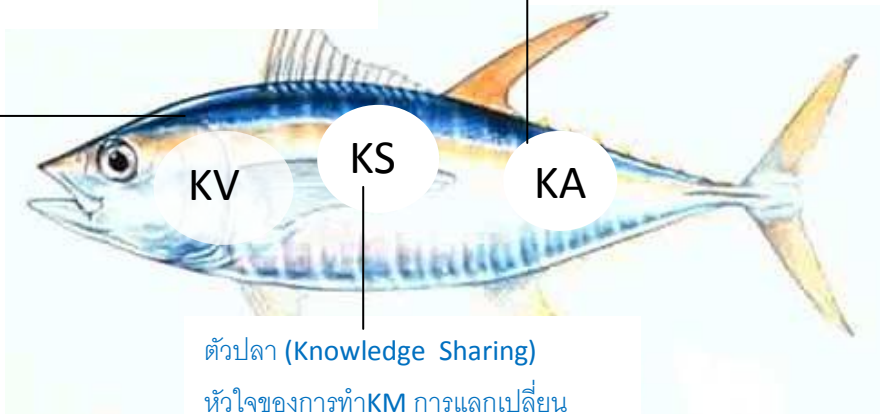 KV
KS
KA
ตัวปลา (Knowledge Sharing)
หัวใจของการทำKM การแลกเปลี่ยน